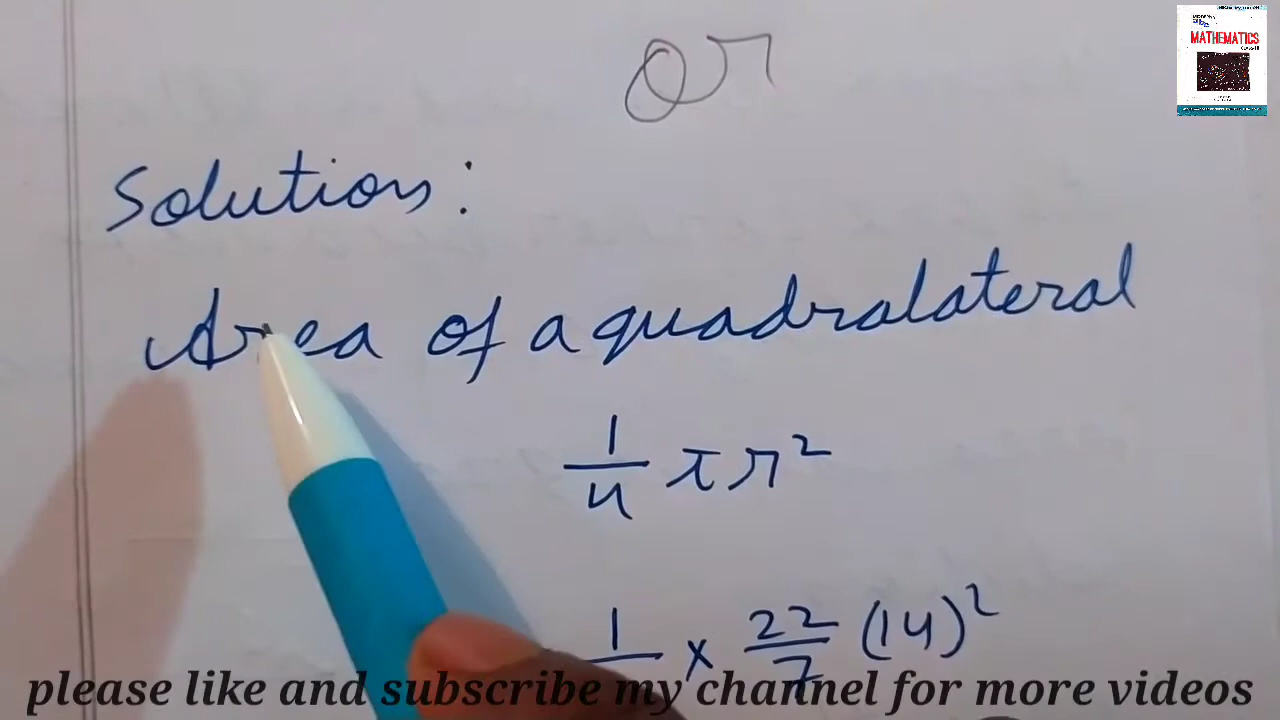 MATHEMATICS
or
Solution:
Area of a quadralateral
1/4 πr²
1 × 22/7 (14)²
please like and subscribe my channel for more videos